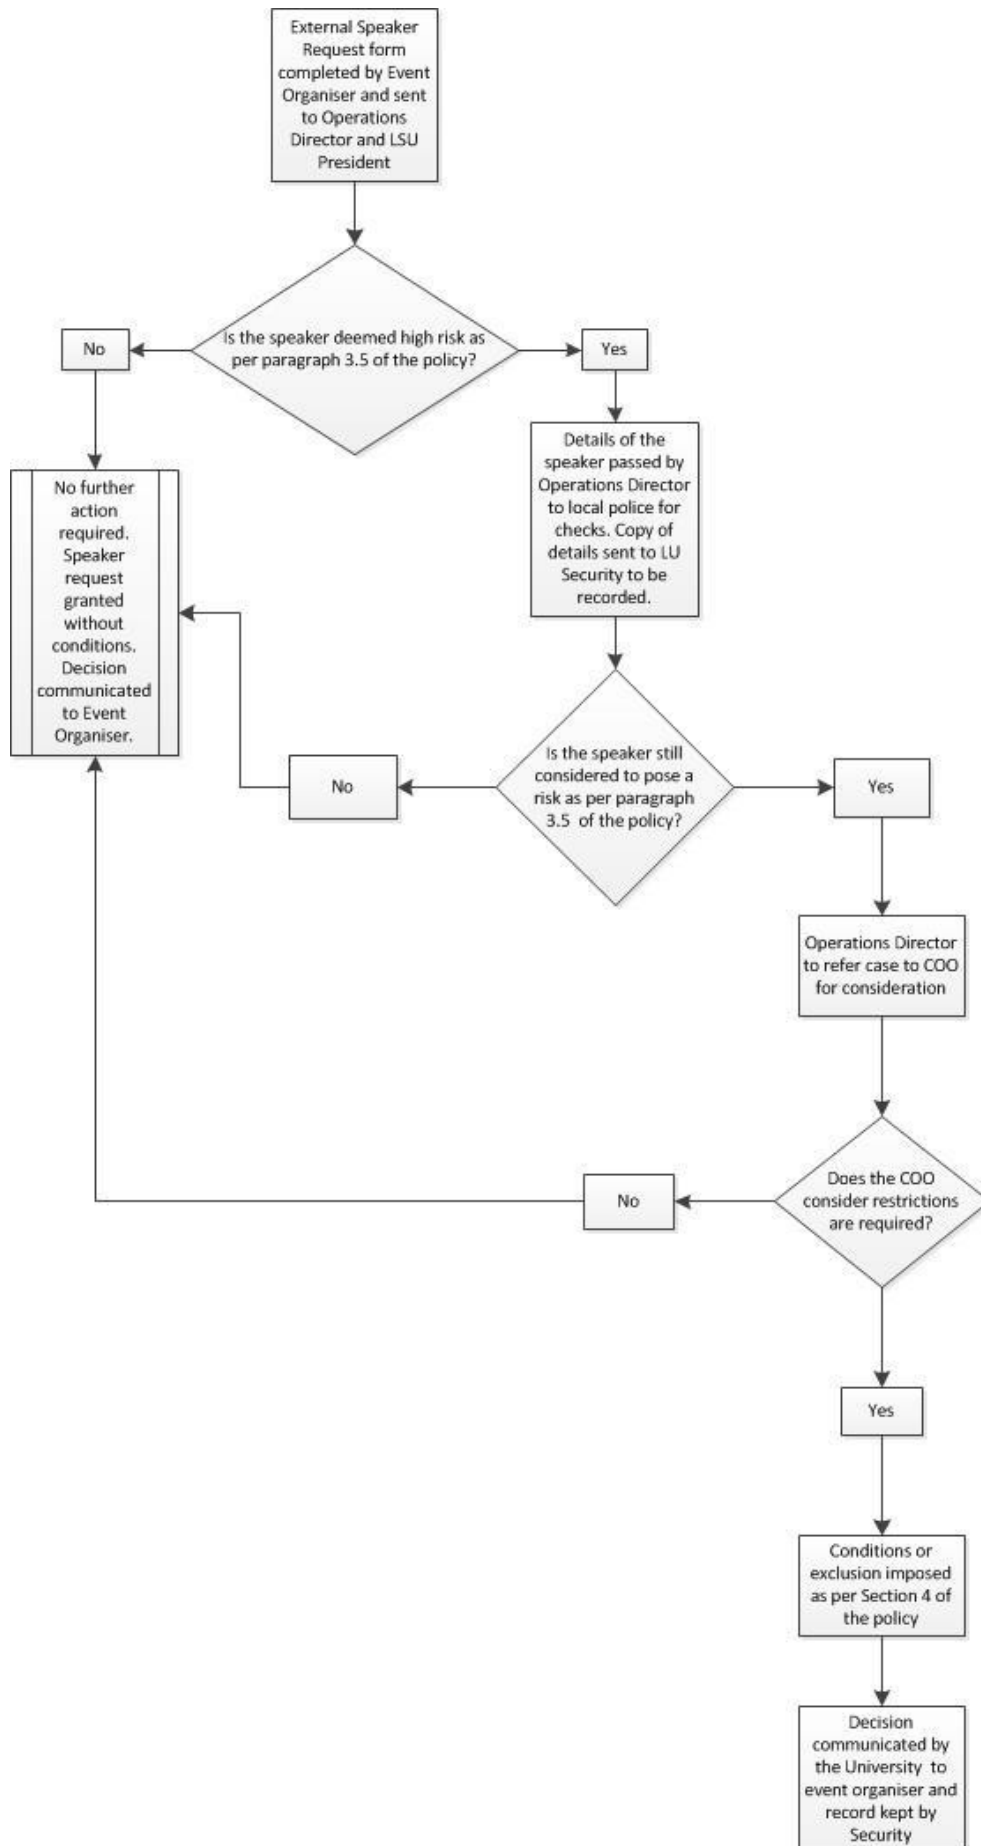 External Speaker
Request form
completed by Event
Organiser and sent
to Operations
Director and LSU
President
Is the speaker deemed high risk as
per paragraph 3.5 of the policy?
No
Yes
Details of the
speaker passed by
Operations Director
to local police for
checks. Copy of
details sent to LU
Security to be
recorded.
No further
action
required.
Speaker
request
granted
without
conditions.
Decision
communicated
to Event
Organiser.
Is the speaker still
considered to pose a
risk as per paragraph
3.5 of the policy?
No
Yes
Operations Director
to refer case to COO
for consideration
Does the COO
consider restrictions
are required?
No
Yes
Conditions or
exclusion imposed
as per Section 4 of
the policy
Decision
communicated by
the University to
event organiser and
record kept by
Security